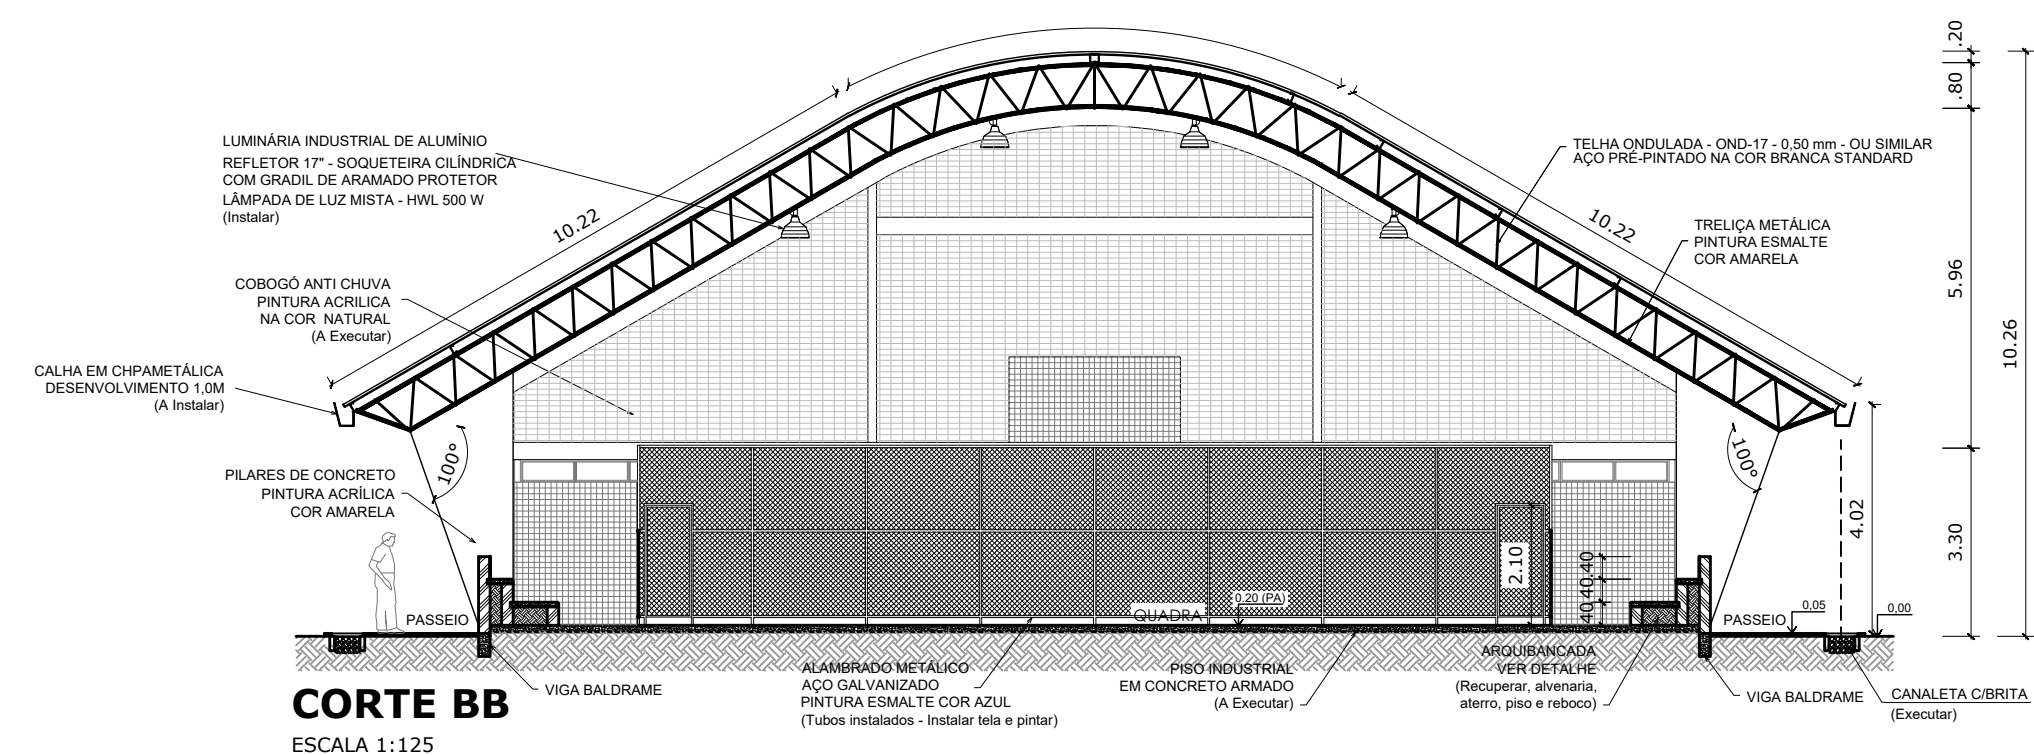 LUMINÁRIA INDUSTRIAL DE ALUMÍNIO
REFLETOR 17" - SOQUETEIRA CILÍNDRICA
COM GRADIL DE ARAMADO PROTETOR
LÂMPADA DE LUZ MISTA - HWL 500 W
(Instalar)
COBOGÓ ANTI CHUVA
PINTURA ACRILICA
NA COR NATURAL
(A Executar)
CALHA EM CHPAMETÁLICA
DESENVOLVIMENTO 1,0M
(A Instalar)
PILARES DE CONCRETO
PINTURA ACRÍLICA
COR AMARELA
10.22
10.22
TELHA ONDULADA - OND-17 - 0,50 mm - OU SIMILAR
AÇO PRÉ-PINTADO NA COR BRANCA STANDARD
TRELIÇA METÁLICA
PINTURA ESMALTE
COR AMARELA
.20
.80
5.96
10.26
3.30
4.02
100°
100°
2.10
.40
40
40
PASSEIO
QUADRA
0.20 (PA)
PASSEIO
0,05
0,00
VIGA BALDRAME
ALAMBRADO METÁLICO
AÇO GALVANIZADO
PINTURA ESMALTE COR AZUL
(Tubos instalados - Instalar tela e pintar)
PISO INDUSTRIAL
EM CONCRETO ARMADO
(A Executar)
ARQUIBANCADA
VER DETALHE
(Recuperar, alvenaria,
aterro, piso e reboco)
VIGA BALDRAME
CANALETA C/BRITA
(Executar)
CORTE BB
ESCALA 1:125